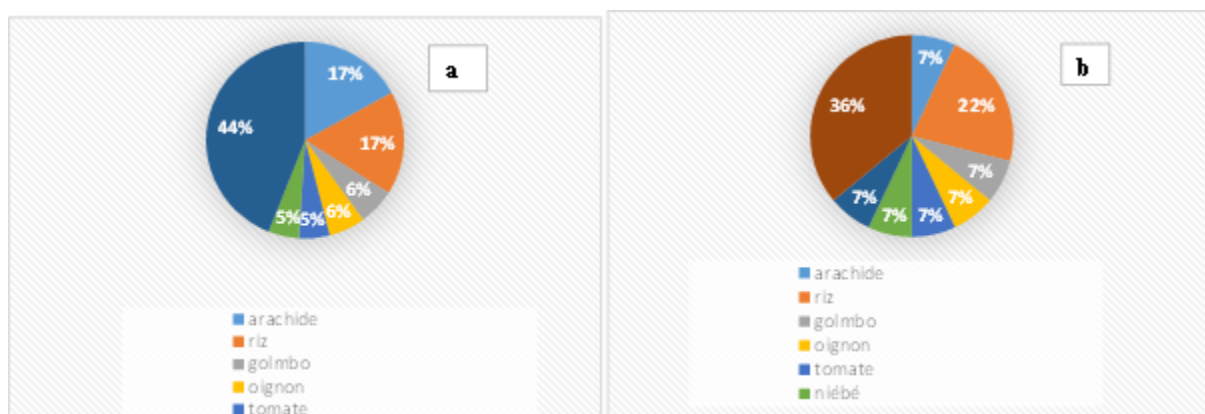 a
17%
17%
6%
6%
5%
5%
44%
arachide
riz
golmbo
oignon
tomate
b
7%
22%
7%
7%
7%
7%
7%
36%
arachide
riz
golmbo
oignon
tomate
niébé